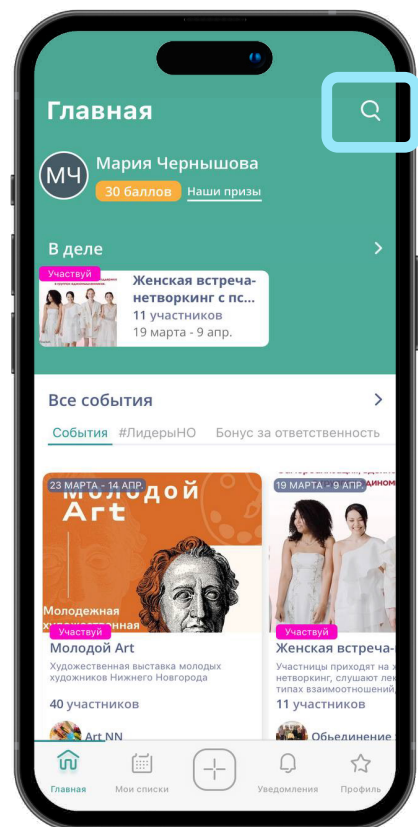 Главная
МЧ
Мария Чернышова
30 баллов Наши призы
В деле
Участвуй
Женская встреча-
нетворкинг с пс...
11 участников
19 марта - 9 апр.
Все события
События #ЛидерыНО Бонус за ответственность
23 МАРТА - 14 АПР.
Молодой
Art
Молодежная
художественная
Участвуй
Молодой Art
Художественная выставка молодых
художников Нижнего Новгорода
40 участников
Art NN
19 МАРТА - 9 АПР.
Участвуй
Женская встреча-
Участницы приходят на
нетворкинг, слушают
типах взаимоотношений,
11 участников
Объединение
Главная
Мои списки
Уведомления
Профиль